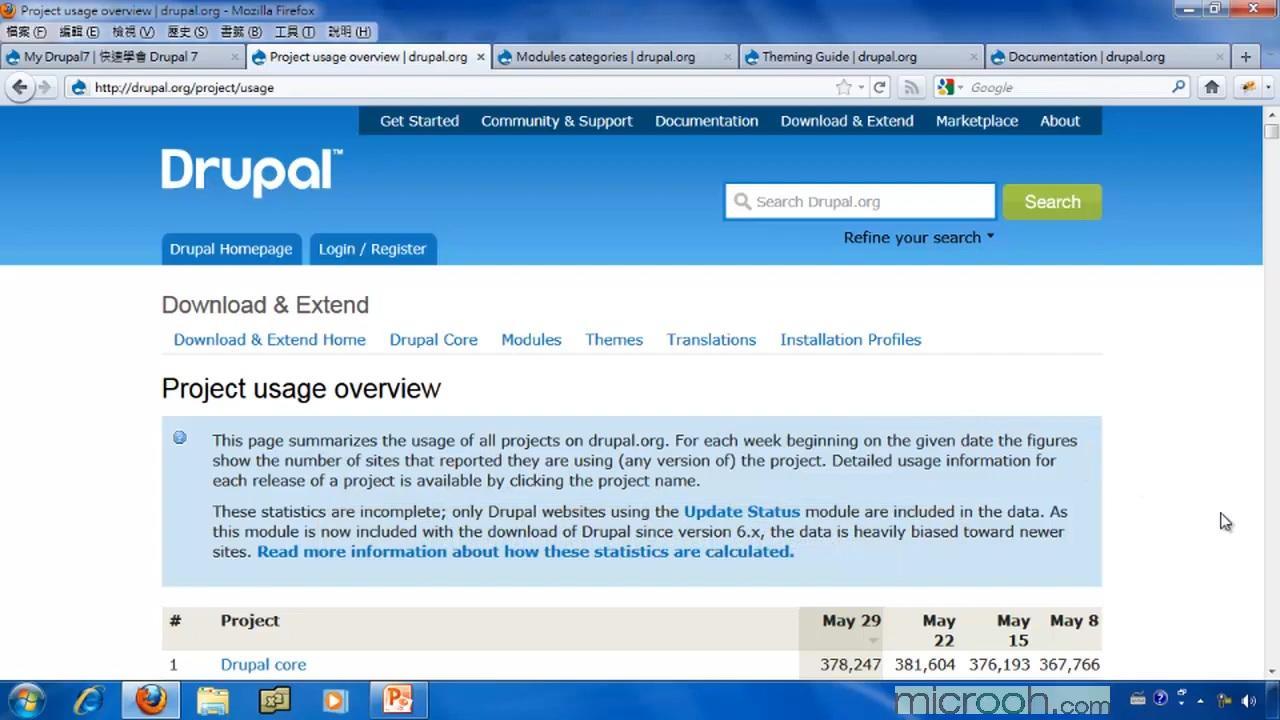 Project usage overview | drupal.org - Mozilla Firefox
檔案 (F) 編輯 (E) 檢視 (V) 歷史 (S) 書籤 (B) 工具 (T) 說明 (H)
My Drupal7 | 快速學會 Drupal 7 Project usage overview | drupal.org Modules categories | drupal.org Theming Guide | drupal.org Documentation | drupal.org
http://drupal.org/project/usage Google
Get Started Community & Support Documentation Download & Extend Marketplace About
Drupal™
Search Drupal.org Search
Refine your search
Drupal Homepage Login / Register
Download & Extend
Download & Extend Home Drupal Core Modules Themes Translations Installation Profiles
Project usage overview
This page summarizes the usage of all projects on drupal.org. For each week beginning on the given date the figures
show the number of sites that reported they are using (any version of) the project. Detailed usage information for
each release of a project is available by clicking the project name.
These statistics are incomplete; only Drupal websites using the Update Status module are included in the data. As
this module is now included with the download of Drupal since version 6.x, the data is heavily biased toward newer
sites. Read more information about how these statistics are calculated.
# Project May 29 May 22 May 15 May 8
1 Drupal core 378,247 381,604 376,193 367,766
microoh.com